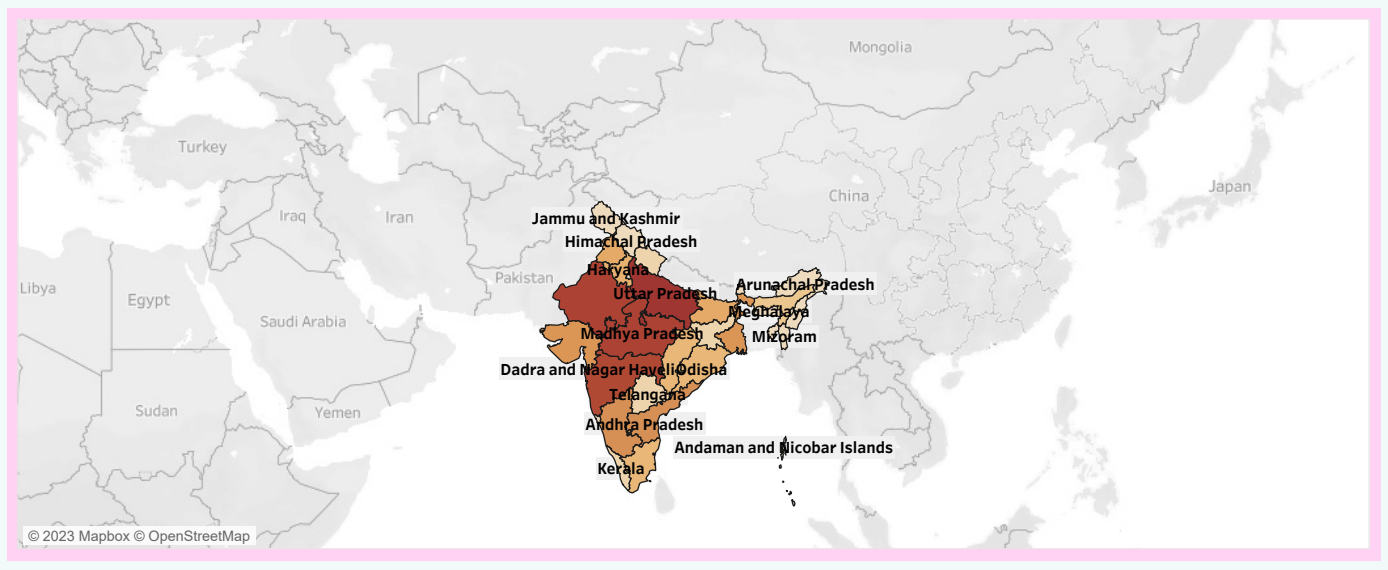 Mongolia
Turkey
China
Japan
Iraq
Iran
Jammu and Kashmir
Himachal Pradesh
Haryana
Pakistan
Libya
Egypt
Uttar Pradesh
Arunachal Pradesh
Meghalaya
Saudi Arabia
Madhya Pradesh
Mizoram
Dadra and Nagar Haveli
Odisha
Telangana
Sudan
Yemen
Andhra Pradesh
Andaman and Nicobar Islands
Kerala
© 2023 Mapbox © OpenStreetMap